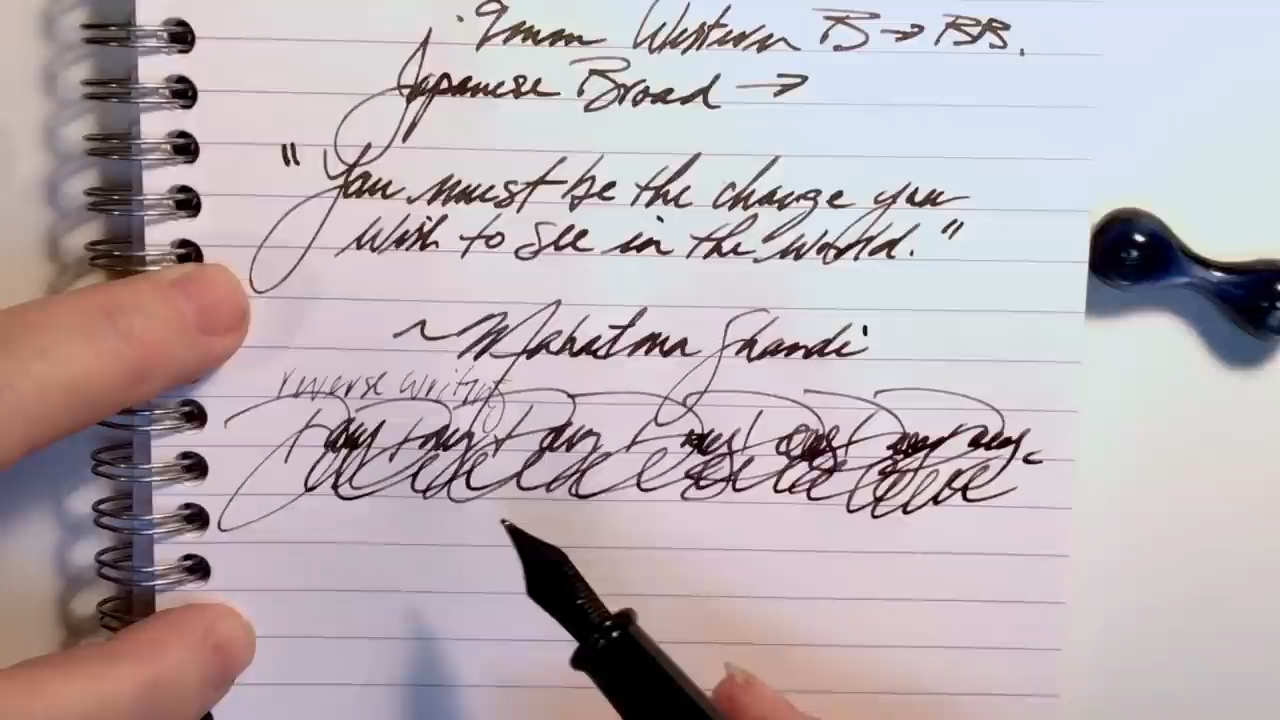 .9mm Western B → BB.
Japanese Broad →
"You must be the change you
wish to see in the world."
~Mahatma Ghandi
reverse writing